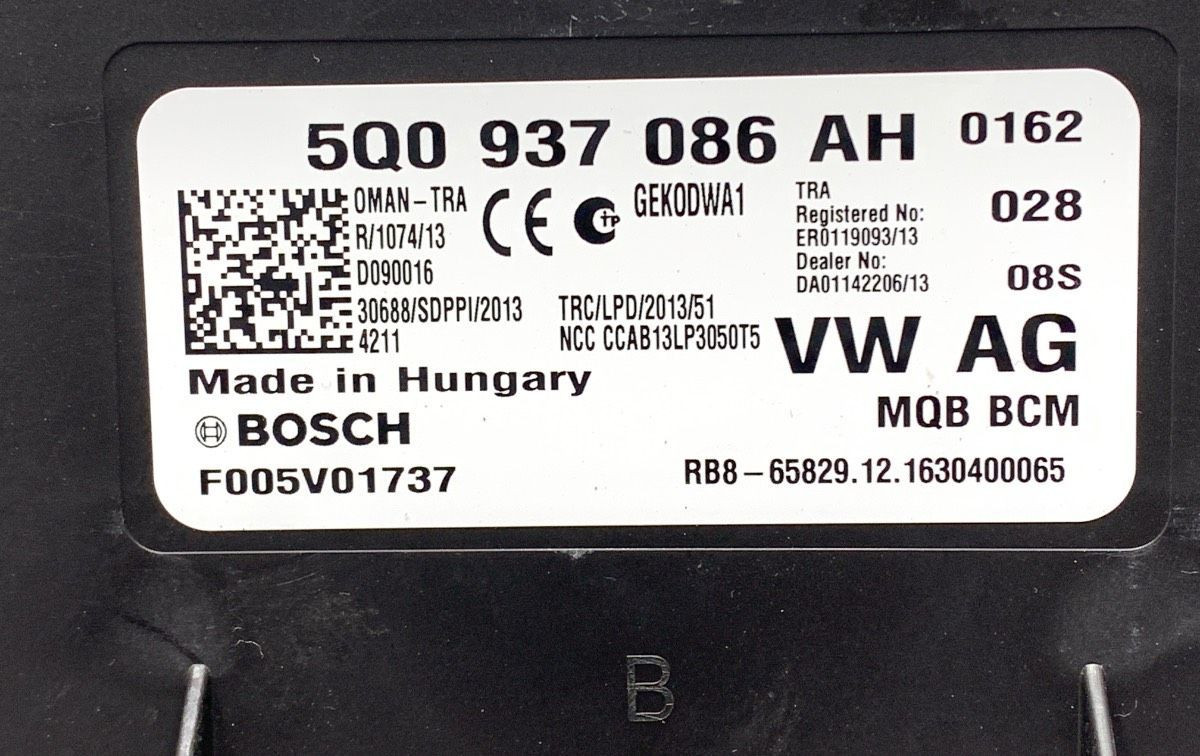 5Q0 937 086 AH 0162
OMAN-TRA
R/1074/13
D090016
30688/SDPPI/2013
4211
CE
GEKODWA1
TRC/LPD/2013/51
NCC CCAB13LP3050T5
TRA
Registered No:
ER0119093/13
Dealer No:
DA01142206/13
028
08S
VW AG
MQB BCM
Made in Hungary
BOSCH
F005V01737
RB8-65829.12.1630400065
B